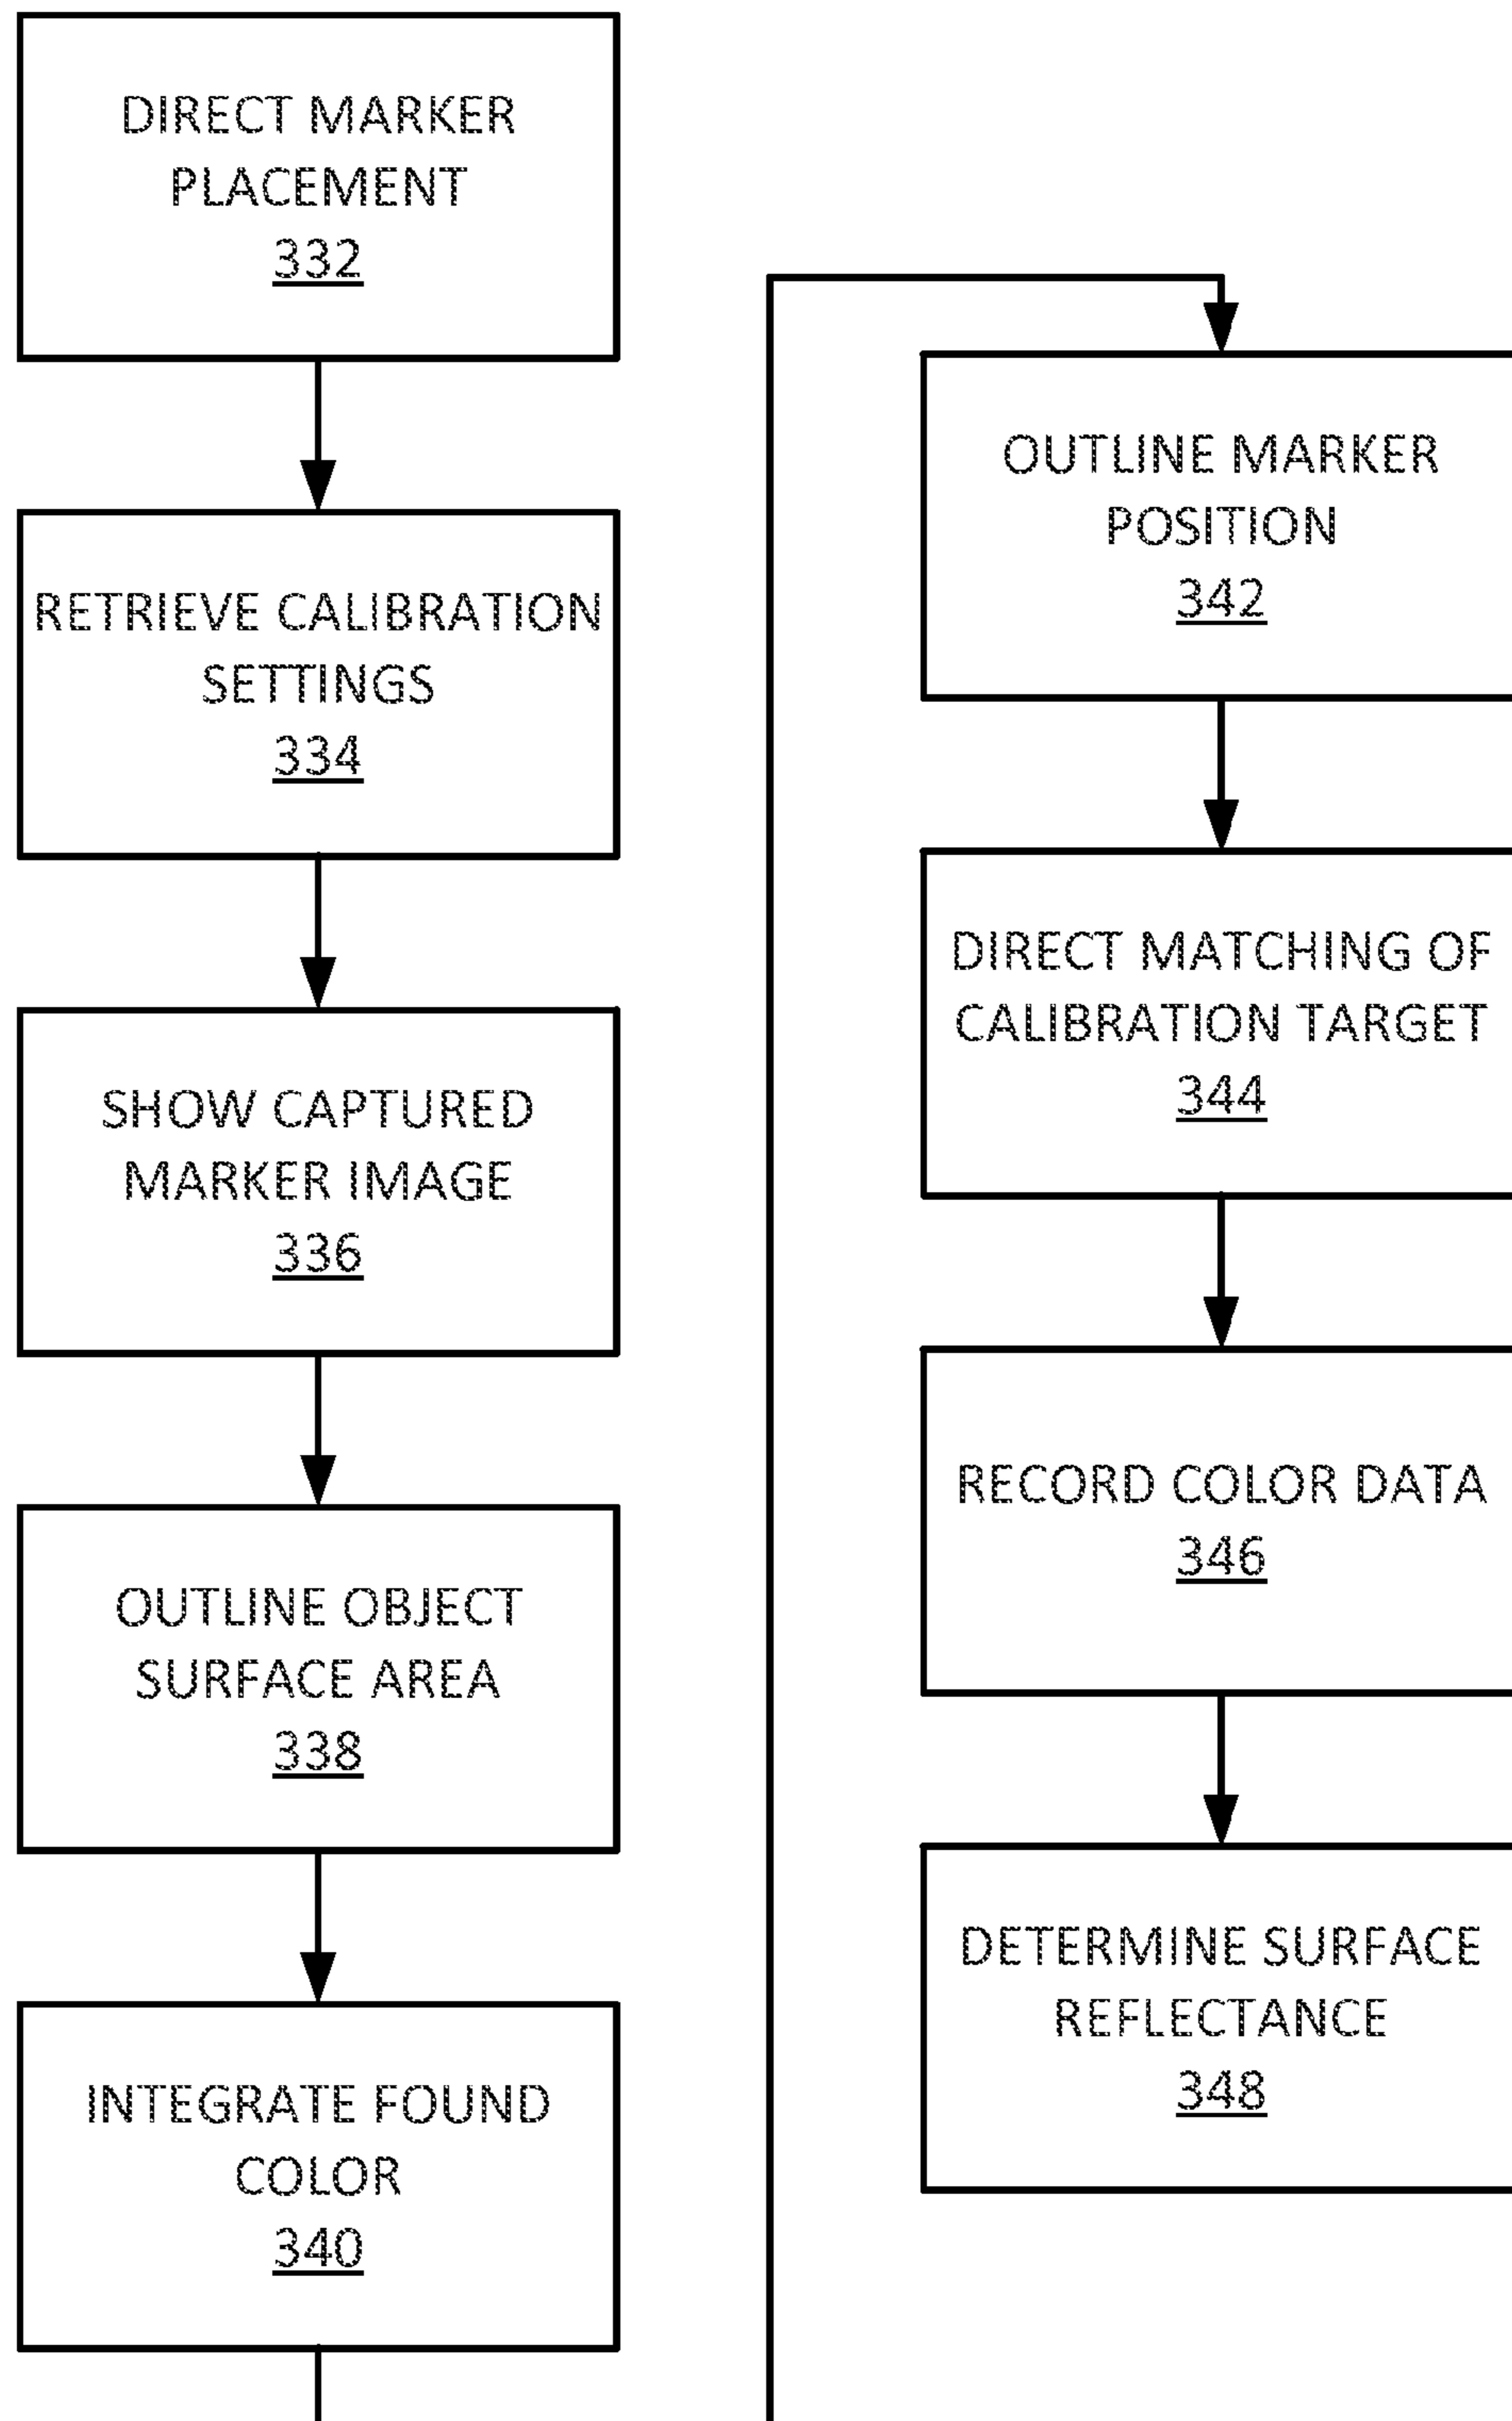 DIRECT MARKER
PLACEMENT
332
RETRIEVE CALIBRATION
SETTINGS
334
SHOW CAPTURED
MARKER IMAGE
336
OUTLINE OBJECT
SURFACE AREA
338
INTEGRATE FOUND
COLOR
340
OUTLINE MARKER
POSITION
342
DIRECT MATCHING OF
CALIBRATION TARGET
344
RECORD COLOR DATA
346
DETERMINE SURFACE
REFLECTANCE
348